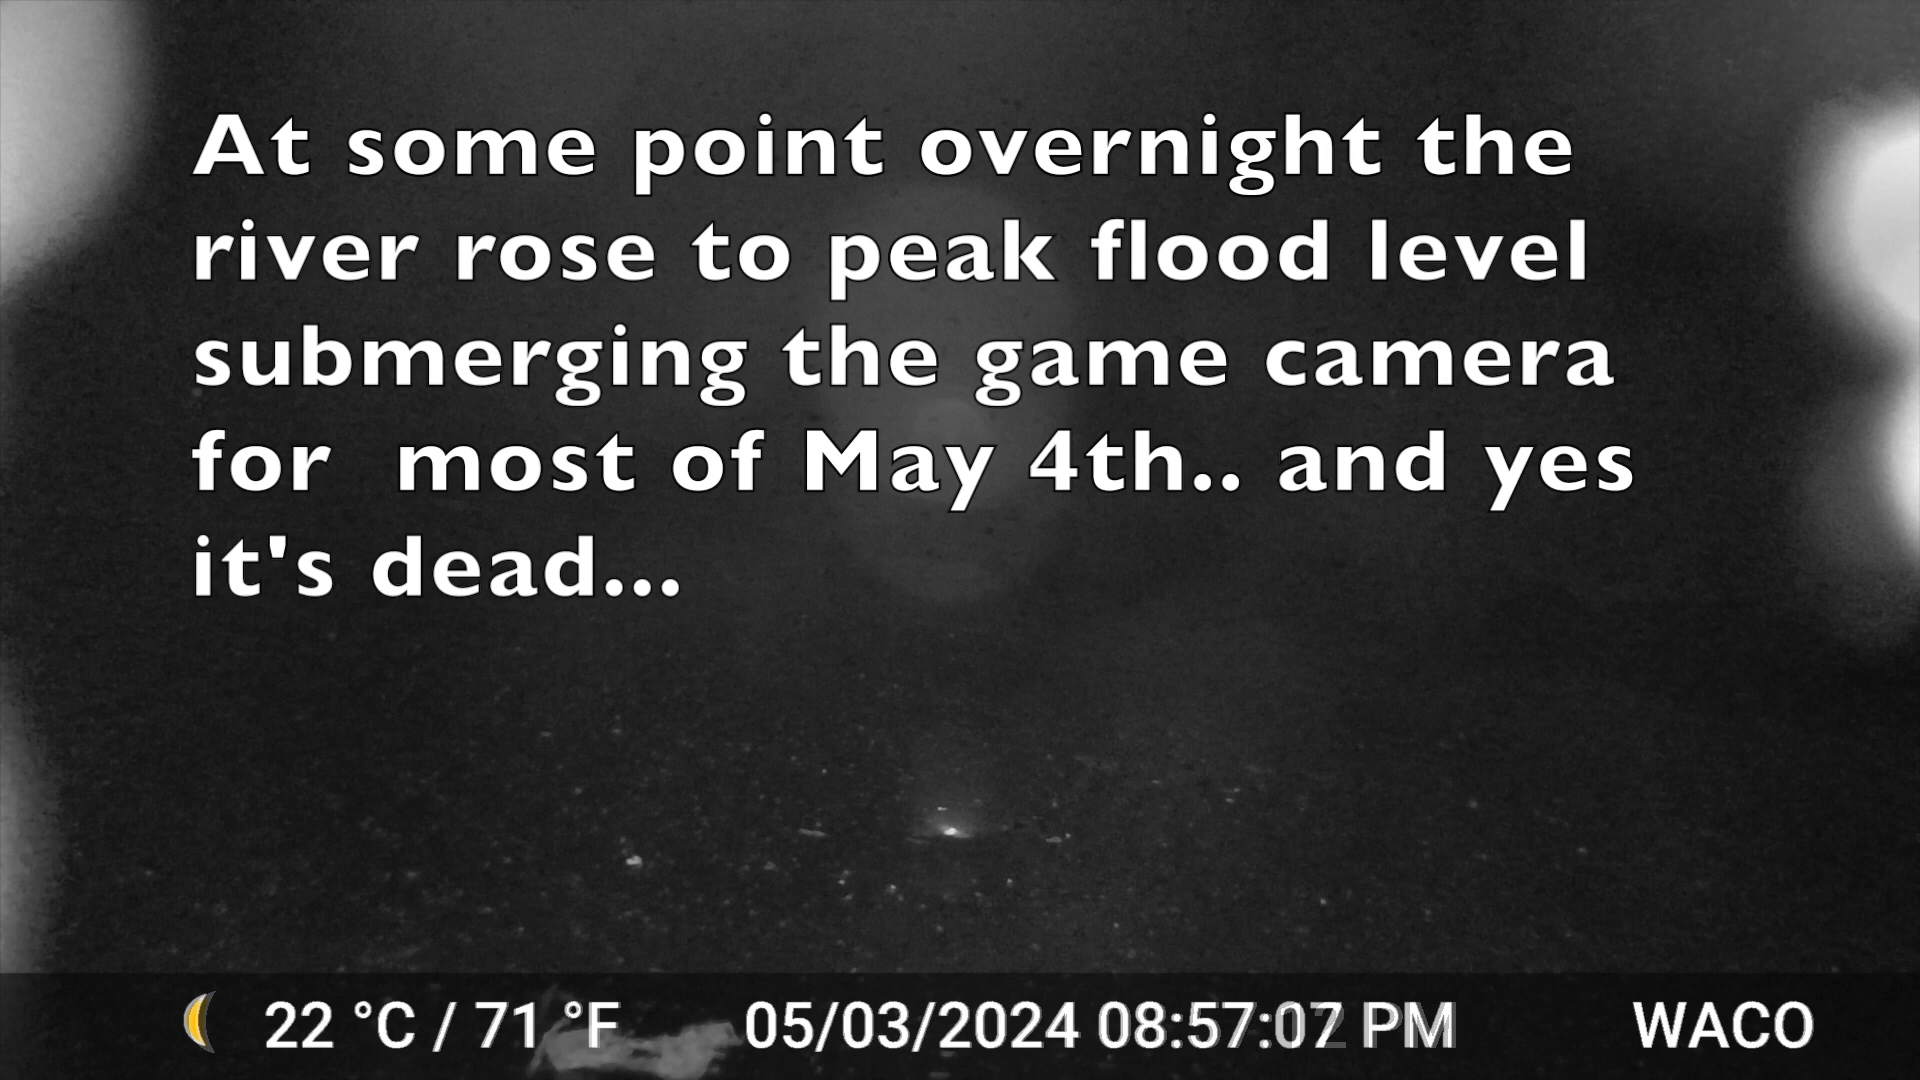 At some point overnight the
river rose to peak flood level
submerging the game camera
for most of May 4th.. and yes
it's dead...
22 °C / 71 °F 05/03/2024 08:57:07 PM WACO